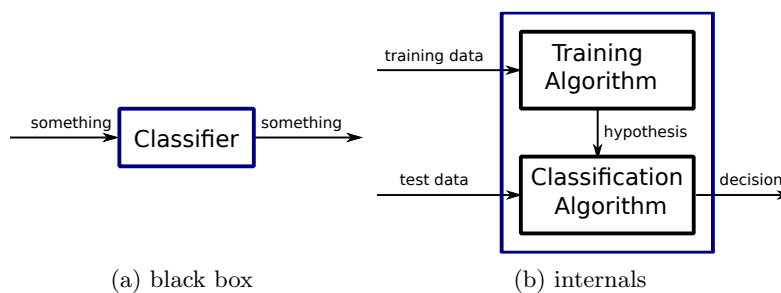 something
Classifier
something
(a) black box
training data
Training
Algorithm
hypothesis
test data
Classification
Algorithm
decision
(b) internals